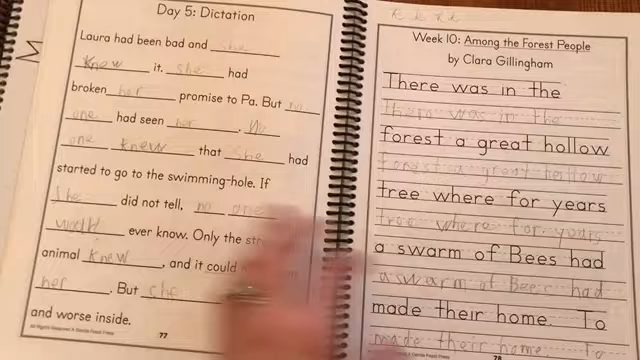 Day 5: Dictation
Laura had been bad and she
knew it. she had
broken her promise to Pa. But no
one had seen her. No
one knew that she had
started to go to the swimming-hole. If
she did not tell, no one
would ever know. Only the
animal knew, and it could
her. But she
and worse inside.
77
Week 10: Among the Forest People
by Clara Gillingham
There was in the
There was in the
forest a great hollow
forest a great hollow
tree where for years
tree where for years
a swarm of Bees had
a swarm of Bees had
made their home. To
made their home. To
78